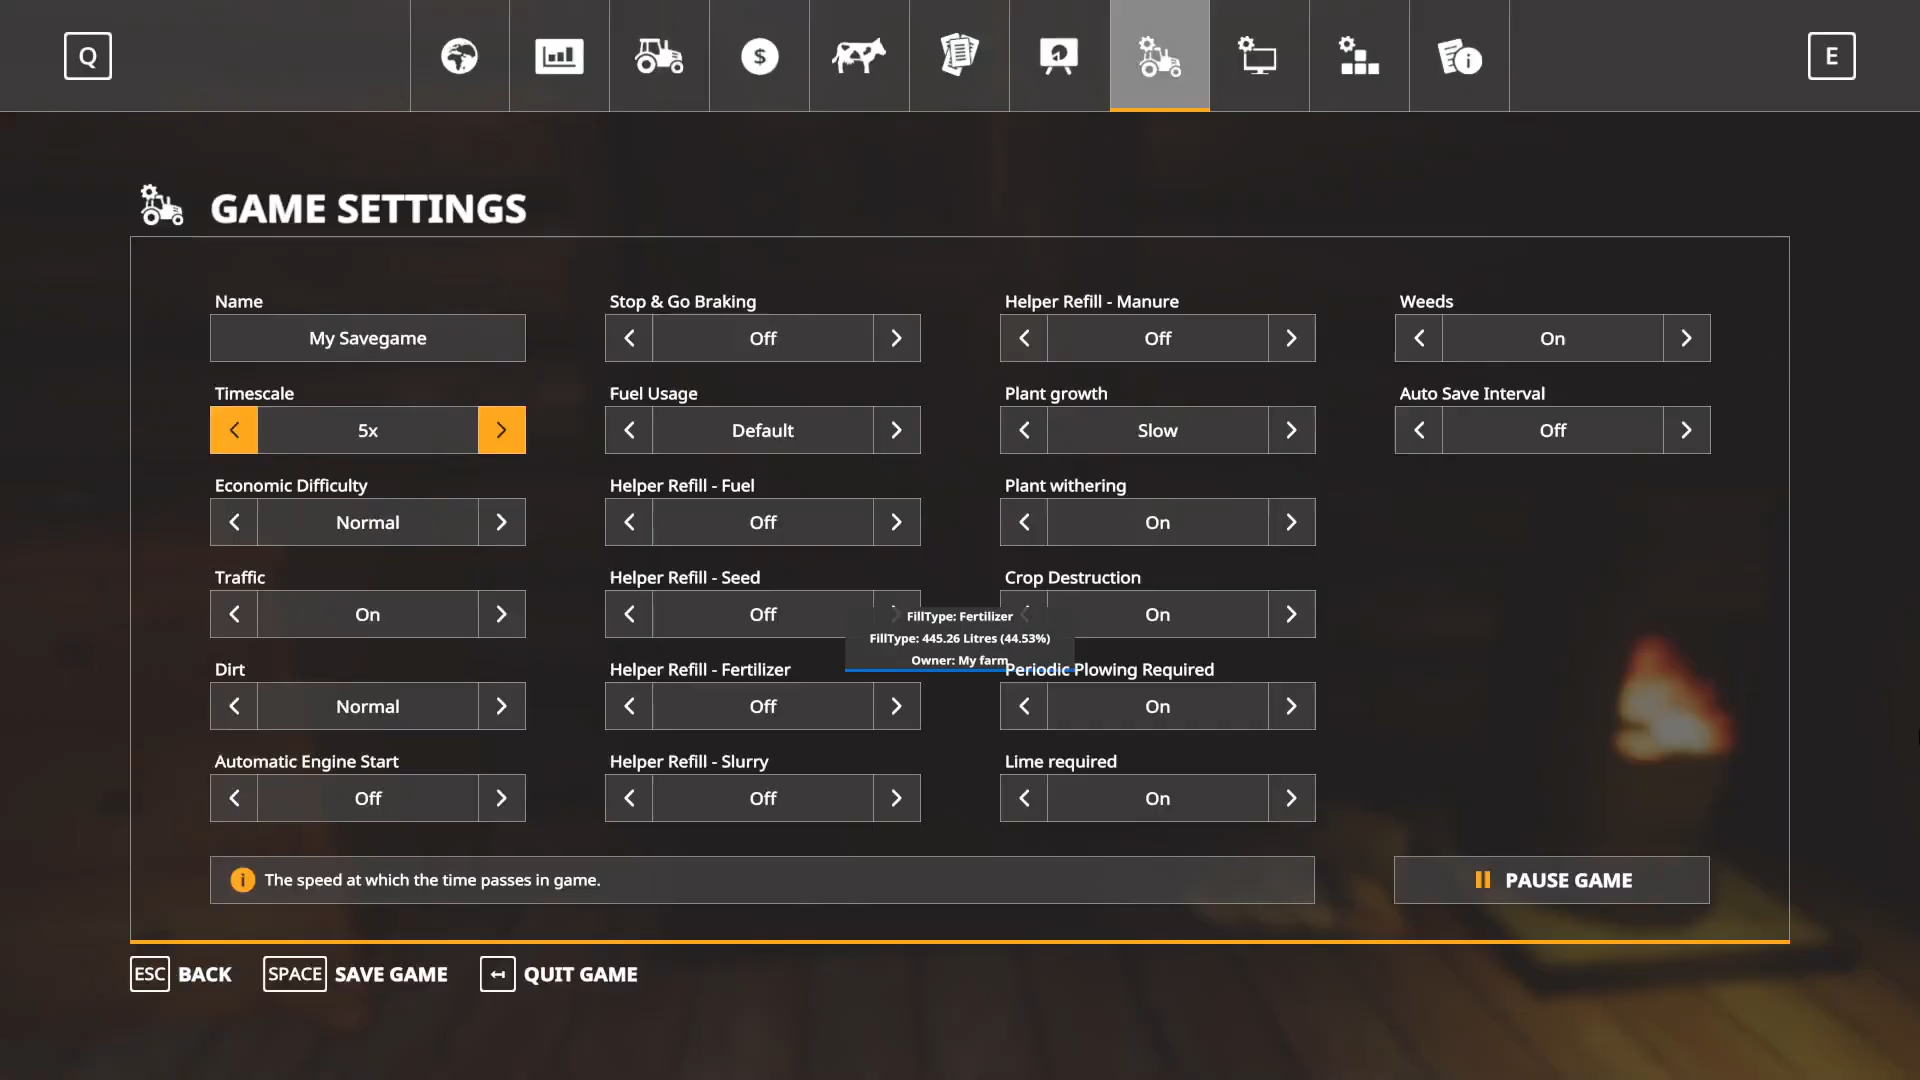 Q
E
GAME SETTINGS
Name
My Savegame
Timescale
5x
Economic Difficulty
Normal
Traffic
On
Dirt
Normal
Automatic Engine Start
Off
Stop & Go Braking
Off
Fuel Usage
Default
Helper Refill - Fuel
Off
Helper Refill - Seed
Off
Helper Refill - Fertilizer
Off
Helper Refill - Slurry
Off
FillType: Fertilizer
FillType: 445.26 Litres (44.53%)
Owner: My farm
Helper Refill - Manure
Off
Plant growth
Slow
Plant withering
On
Crop Destruction
On
Periodic Plowing Required
On
Lime required
On
Weeds
On
Auto Save Interval
Off
The speed at which the time passes in game.
PAUSE GAME
ESC BACK SPACE SAVE GAME QUIT GAME